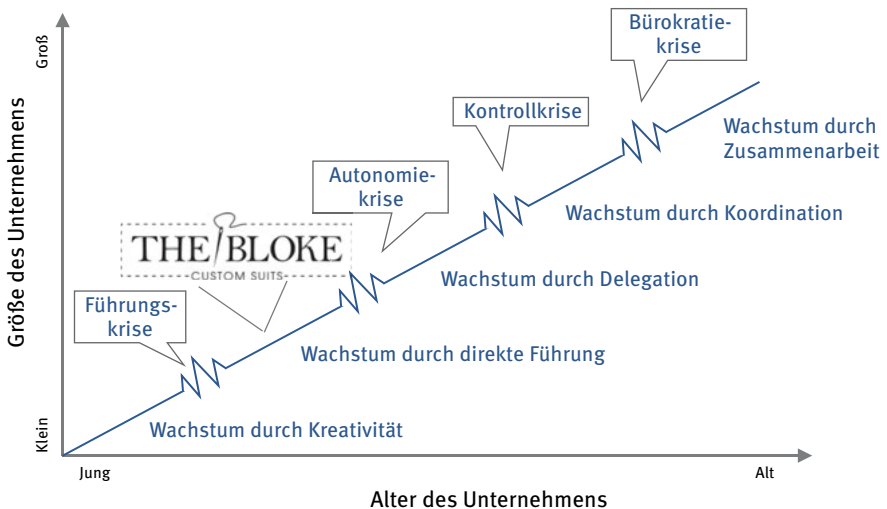 Groß
Bürokratie-
krise
Kontrollkrise
Wachstum durch
Zusammenarbeit
Autonomie-
krise
Wachstum durch Koordination
THE BLOKE
CUSTOM SUITS
Wachstum durch Delegation
Führungs-
krise
Wachstum durch direkte Führung
Größe des Unternehmens
Wachstum durch Kreativität
Klein
Jung
Alt
Alter des Unternehmens